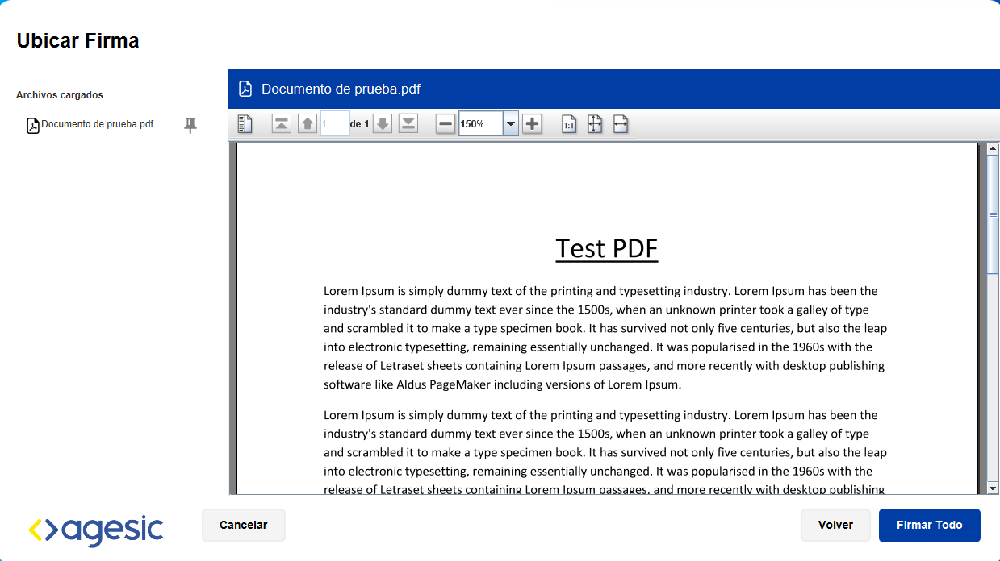 Ubicar Firma
Archivos cargados
Documento de prueba.pdf
Documento de prueba.pdf
1 de 1
150%
1:1
Test PDF
Lorem Ipsum is simply dummy text of the printing and typesetting industry. Lorem Ipsum has been the
industry's standard dummy text ever since the 1500s, when an unknown printer took a galley of type
and scrambled it to make a type specimen book. It has survived not only five centuries, but also the leap
into electronic typesetting, remaining essentially unchanged. It was popularised in the 1960s with the
release of Letraset sheets containing Lorem Ipsum passages, and more recently with desktop publishing
software like Aldus PageMaker including versions of Lorem Ipsum.
Lorem Ipsum is simply dummy text of the printing and typesetting industry. Lorem Ipsum has been the
industry's standard dummy text ever since the 1500s, when an unknown printer took a galley of type
and scrambled it to make a type specimen book. It has survived not only five centuries, but also the leap
into electronic typesetting, remaining essentially unchanged. It was popularised in the 1960s with the
release of Letraset sheets containing Lorem Ipsum passages, and more recently with desktop publishing
agesic
Cancelar
Volver
Firmar Todo